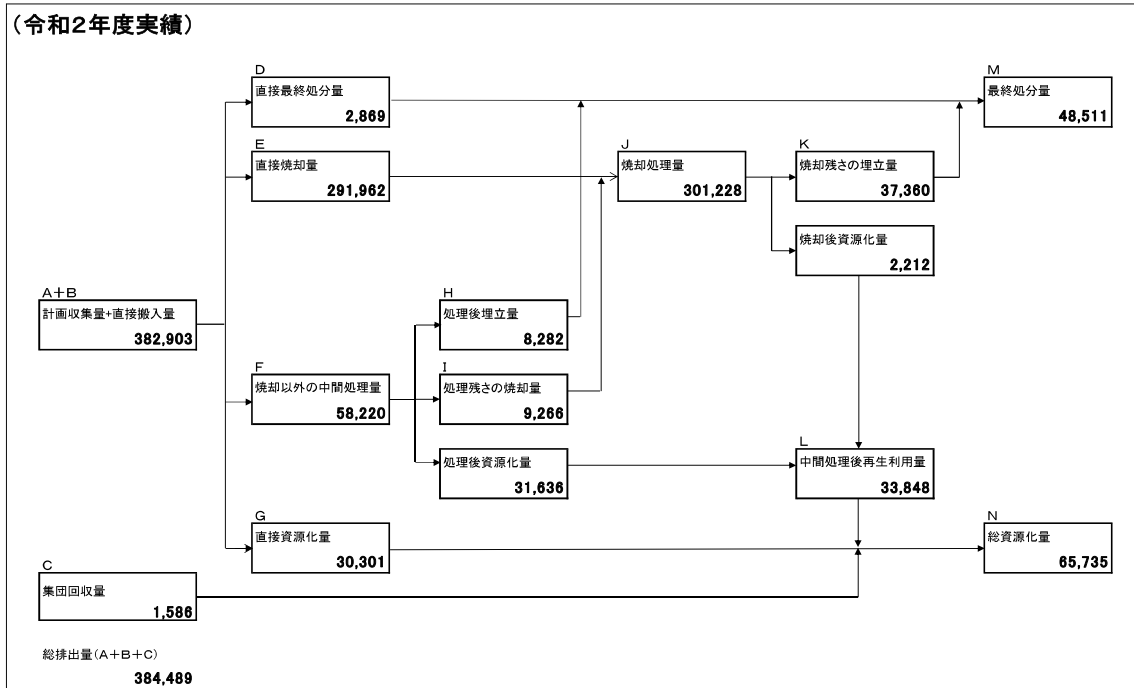 (令和2年度実績)
D
直接最終処分量
2,869
M
最終処分量
48,511
E
直接焼却量
291,962
J
焼却処理量
301,228
K
焼却残さの埋立量
37,360
焼却後資源化量
2,212
A+B
計画収集量+直接搬入量
382,903
H
処理後埋立量
8,282
F
焼却以外の中間処理量
58,220
I
処理残さの焼却量
9,266
処理後資源化量
31,636
L
中間処理後再生利用量
33,848
G
直接資源化量
30,301
N
総資源化量
65,735
C
集団回収量
1,586
総排出量(A+B+C)
384,489